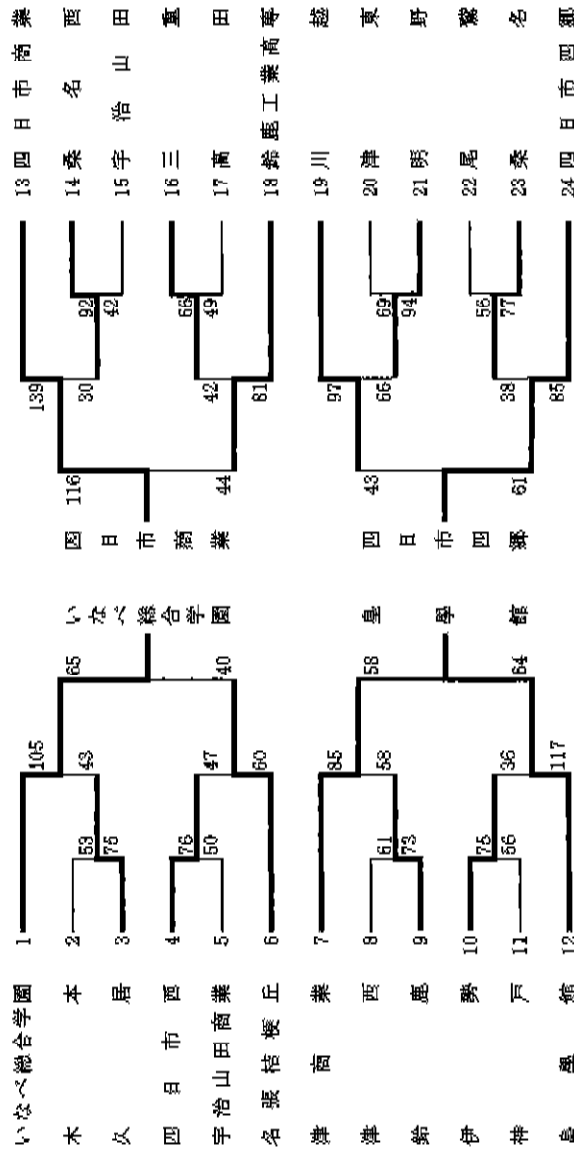 いなべ総合学園 1
木本 2
久居 3
四日市西 4
宇治山田商業 5
名張桔梗丘 6
津商業 7
津西 8
鈴鹿 9
伊勢 10
神戸 11
皇學館 12
53
75
76
50
61
73
75
56
105
43
47
60
85
58
36
117
65
40
58
64
いなべ総合学園
皇學館
四日市商業
四日市四郷
116
44
43
61
139
30
42
81
97
66
38
85
92
42
66
49
69
94
56
77
13 四日市商業
14 桑名西
15 宇治山田
16 三重
17 高田
18 鈴鹿工業高専
19 川越
20 津東
21 明野
22 尾鷲
23 桑名
24 四日市四郷